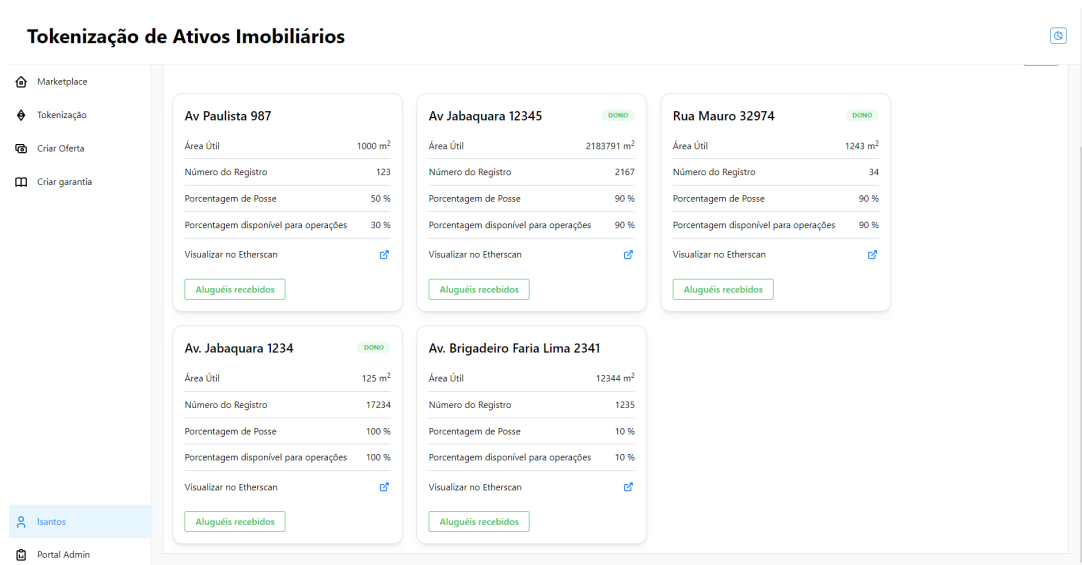 Tokenização de Ativos Imobiliários
Marketplace
Tokenização
Criar Oferta
Criar garantia
Av Paulista 987
Área Útil 1000 m²
Número do Registro 123
Porcentagem de Posse 50 %
Porcentagem disponível para operações 30 %
Visualizar no Etherscan
Aluguéis recebidos
Av Jabaquara 12345 DONO
Área Útil 2183791 m²
Número do Registro 2167
Porcentagem de Posse 90 %
Porcentagem disponível para operações 90 %
Visualizar no Etherscan
Aluguéis recebidos
Rua Mauro 32974 DONO
Área Útil 1243 m²
Número do Registro 34
Porcentagem de Posse 90 %
Porcentagem disponível para operações 90 %
Visualizar no Etherscan
Aluguéis recebidos
Av. Jabaquara 1234 DONO
Área Útil 125 m²
Número do Registro 17234
Porcentagem de Posse 100 %
Porcentagem disponível para operações 100 %
Visualizar no Etherscan
Aluguéis recebidos
Av. Brigadeiro Faria Lima 2341
Área Útil 12344 m²
Número do Registro 1235
Porcentagem de Posse 10 %
Porcentagem disponível para operações 10 %
Visualizar no Etherscan
Aluguéis recebidos
lsantos
Portal Admin